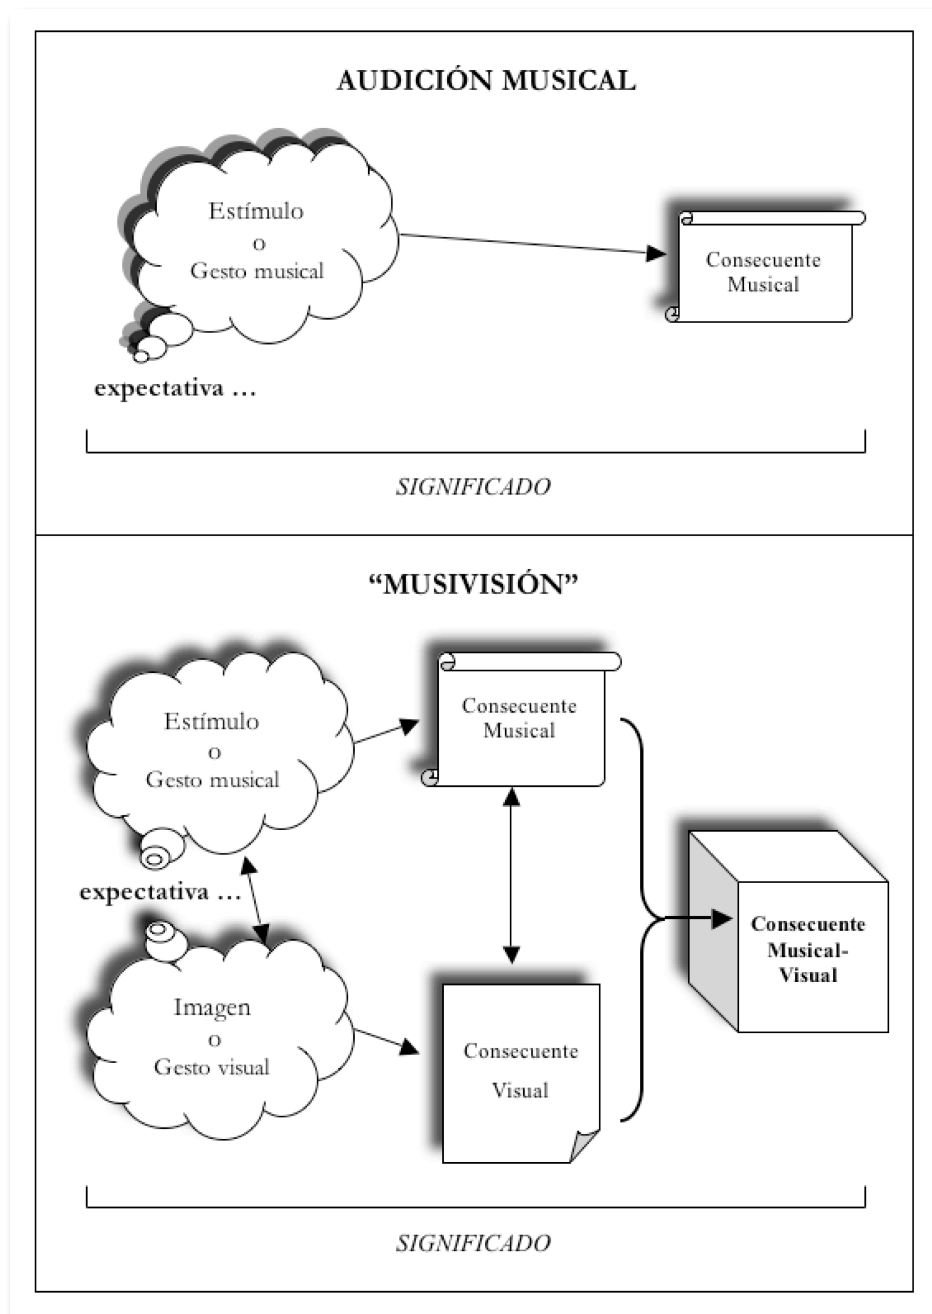 AUDICIÓN MUSICAL
Estímulo
o
Gesto musical
Consecuente
Musical
expectativa …
SIGNIFICADO
“MUSIVISIÓN”
Estímulo
o
Gesto musical
Consecuente
Musical
expectativa …
Imagen
o
Gesto visual
Consecuente
Visual
Consecuente
Musical-
Visual
SIGNIFICADO